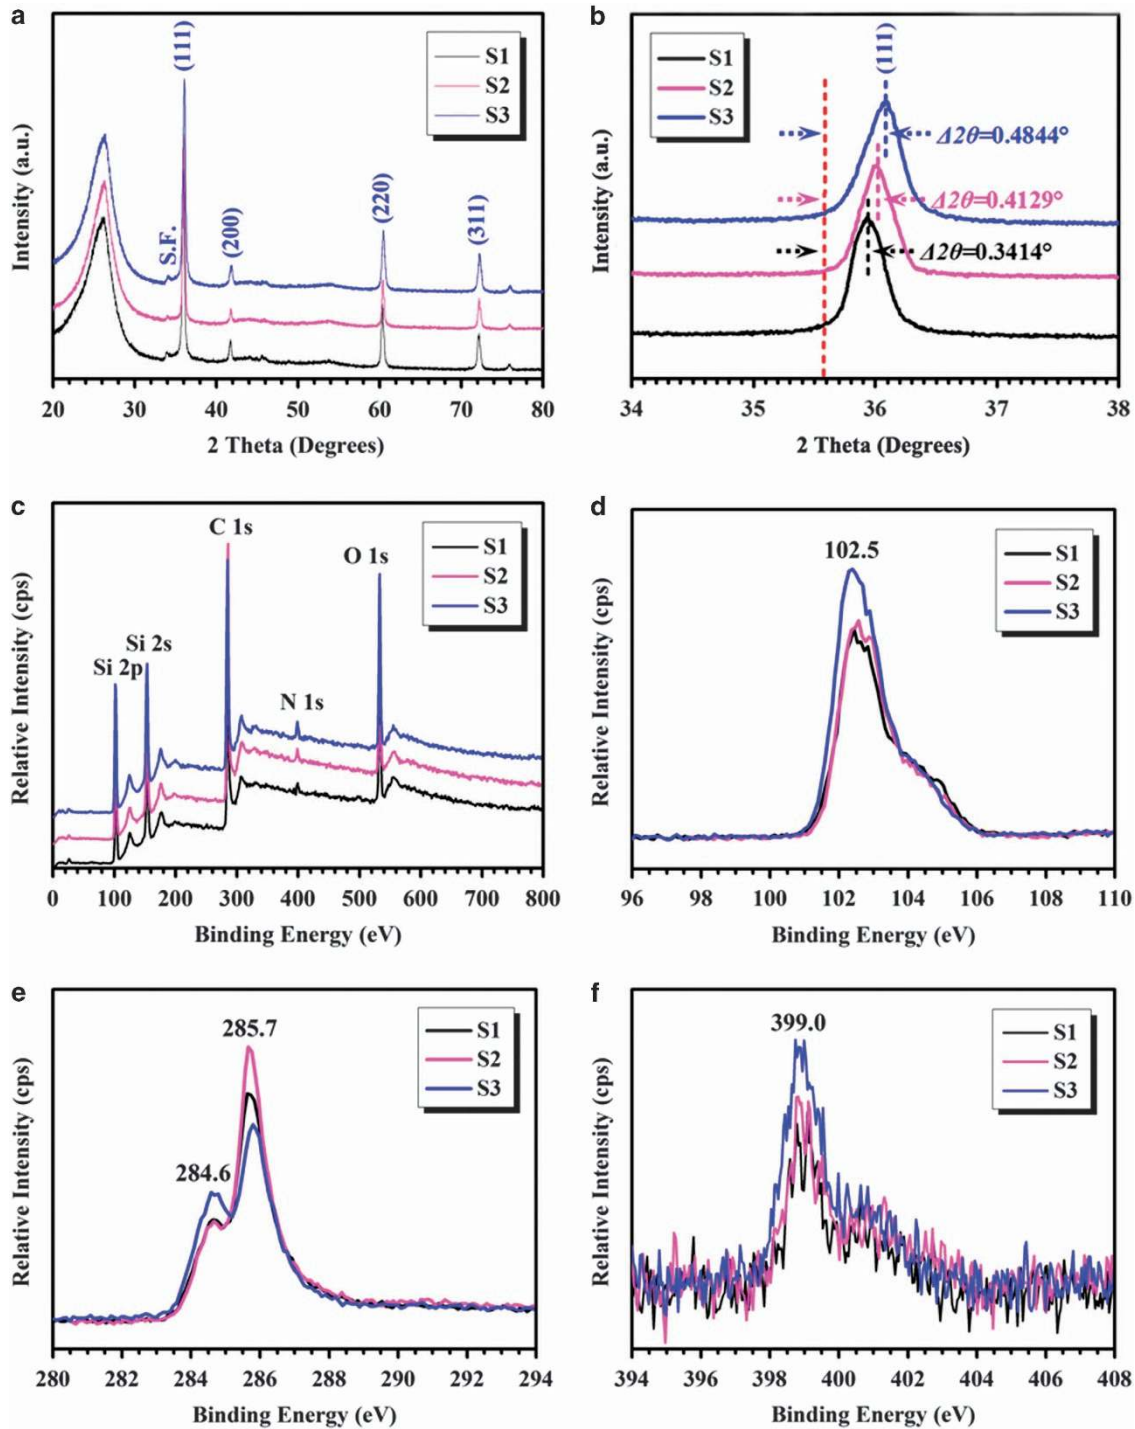 a
(111)
S1
S2
S3
S.F.
(200)
(220)
(311)
Intensity (a.u.)
20 30 40 50 60 70 80
2 Theta (Degrees)
b
(111)
S1
S2
S3
Δ2θ=0.4844°
Δ2θ=0.4129°
Δ2θ=0.3414°
Intensity (a.u.)
34 35 36 37 38
2 Theta (Degrees)
c
C 1s
S1
S2
S3
O 1s
Si 2s
Si 2p
N 1s
Relative Intensity (cps)
0 100 200 300 400 500 600 700 800
Binding Energy (eV)
d
102.5
S1
S2
S3
Relative Intensity (cps)
96 98 100 102 104 106 108 110
Binding Energy (eV)
e
285.7
S1
S2
S3
284.6
Relative Intensity (cps)
280 282 284 286 288 290 292 294
Binding Energy (eV)
f
399.0
S1
S2
S3
Relative Intensity (cps)
394 396 398 400 402 404 406 408
Binding Energy (eV)